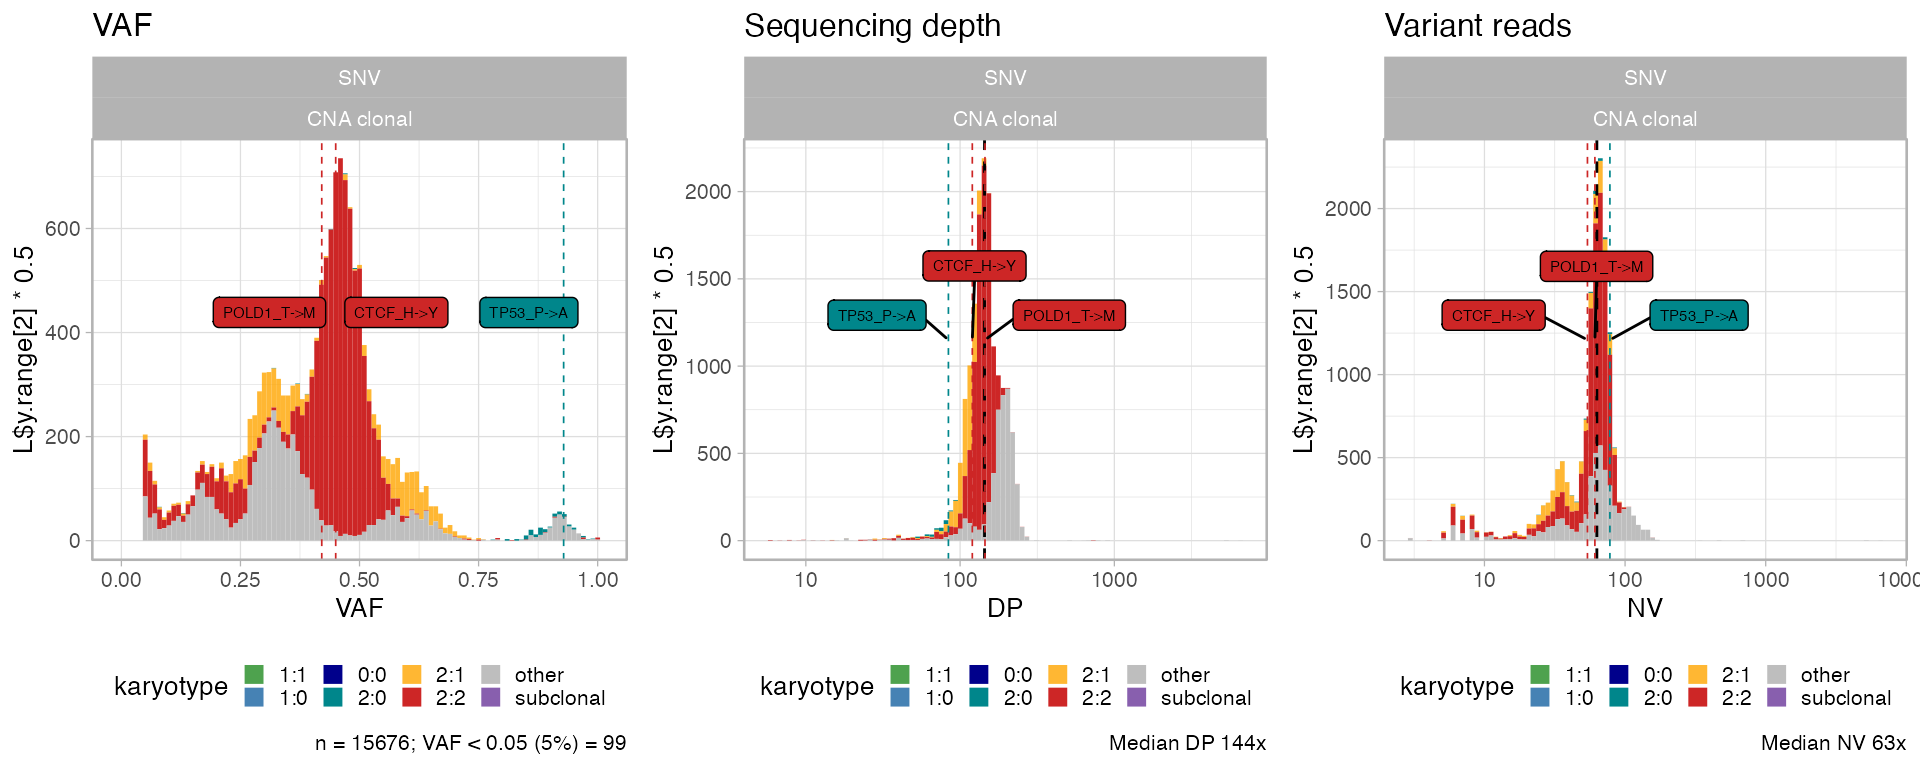 VAF
SNV
CNA clonal
L$y.range[2] * 0.5
600
400
200
0
POLD1_T->M
CTCF_H->Y
TP53_P->A
0.00 0.25 0.50 0.75 1.00
VAF
karyotype
1:1 0:0 2:1 other
1:0 2:0 2:2 subclonal
n = 15676; VAF < 0.05 (5%) = 99
Sequencing depth
SNV
CNA clonal
L$y.range[2] * 0.5
2000
1500
1000
500
0
CTCF_H->Y
TP53_P->A
POLD1_T->M
10 100 1000
DP
karyotype
1:1 0:0 2:1 other
1:0 2:0 2:2 subclonal
Median DP 144x
Variant reads
SNV
CNA clonal
L$y.range[2] * 0.5
2000
1500
1000
500
0
POLD1_T->M
CTCF_H->Y
TP53_P->A
10 100 1000 1000
NV
karyotype
1:1 0:0 2:1 other
1:0 2:0 2:2 subclonal
Median NV 63x